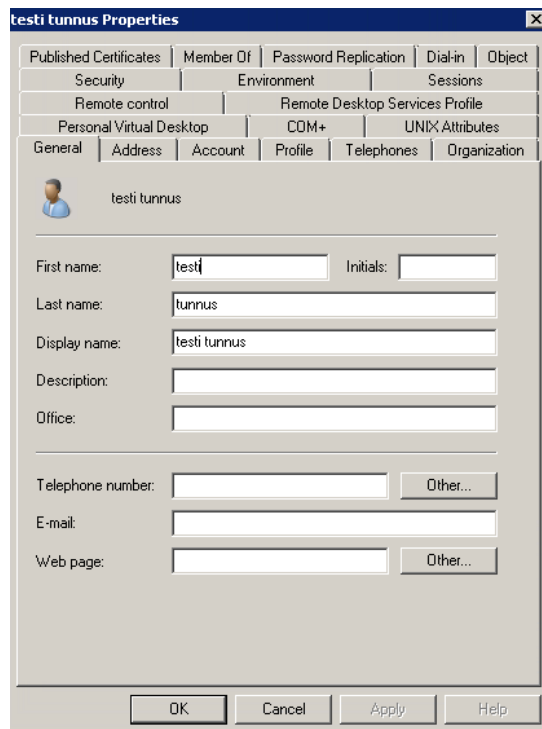 testi tunnus Properties
Published Certificates Member Of Password Replication Dial-in Object
Security Environment Sessions
Remote control Remote Desktop Services Profile
Personal Virtual Desktop COM+ UNIX Attributes
General Address Account Profile Telephones Organization
testi tunnus
First name: testi Initials:
Last name: tunnus
Display name: testi tunnus
Description:
Office:
Telephone number: Other...
E-mail:
Web page: Other...
OK Cancel Apply Help